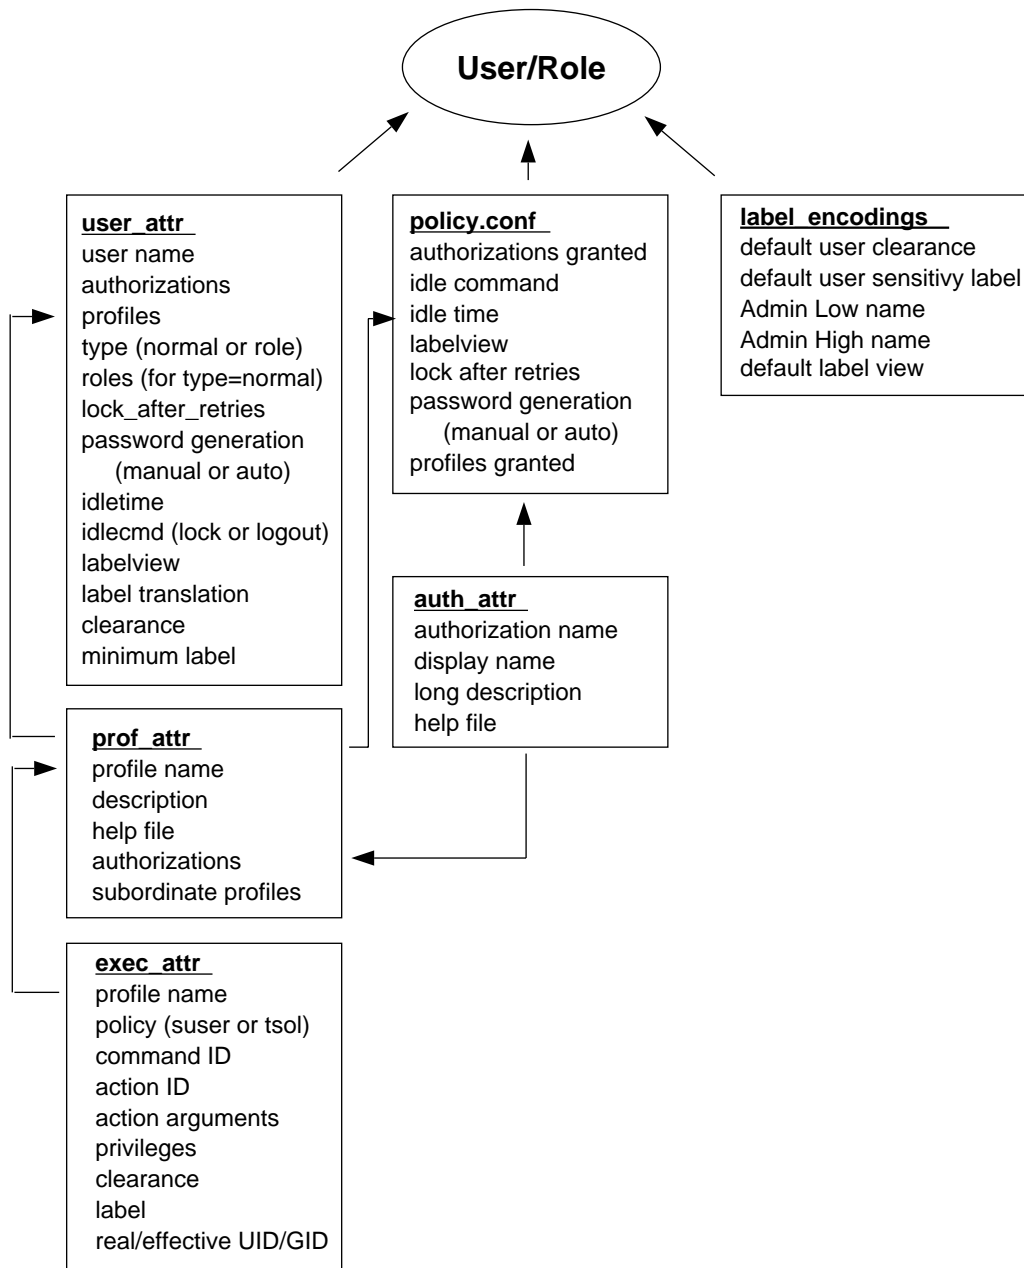 User/Role
user_attr
user name
authorizations
profiles
type (normal or role)
roles (for type=normal)
lock_after_retries
password generation
(manual or auto)
idletime
idlecmd (lock or logout)
labelview
label translation
clearance
minimum label
policy.conf
authorizations granted
idle command
idle time
labelview
lock after retries
password generation
(manual or auto)
profiles granted
label_encodings
default user clearance
default user sensitivy label
Admin Low name
Admin High name
default label view
auth_attr
authorization name
display name
long description
help file
prof_attr
profile name
description
help file
authorizations
subordinate profiles
exec_attr
profile name
policy (suser or tsol)
command ID
action ID
action arguments
privileges
clearance
label
real/effective UID/GID